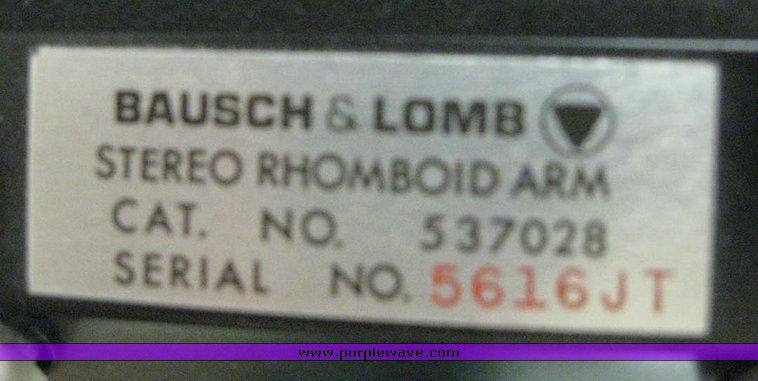 BAUSCH & LOMB
STEREO RHOMBOID ARM
CAT. NO. 537028
SERIAL NO. 5616JT
www.purplewave.com